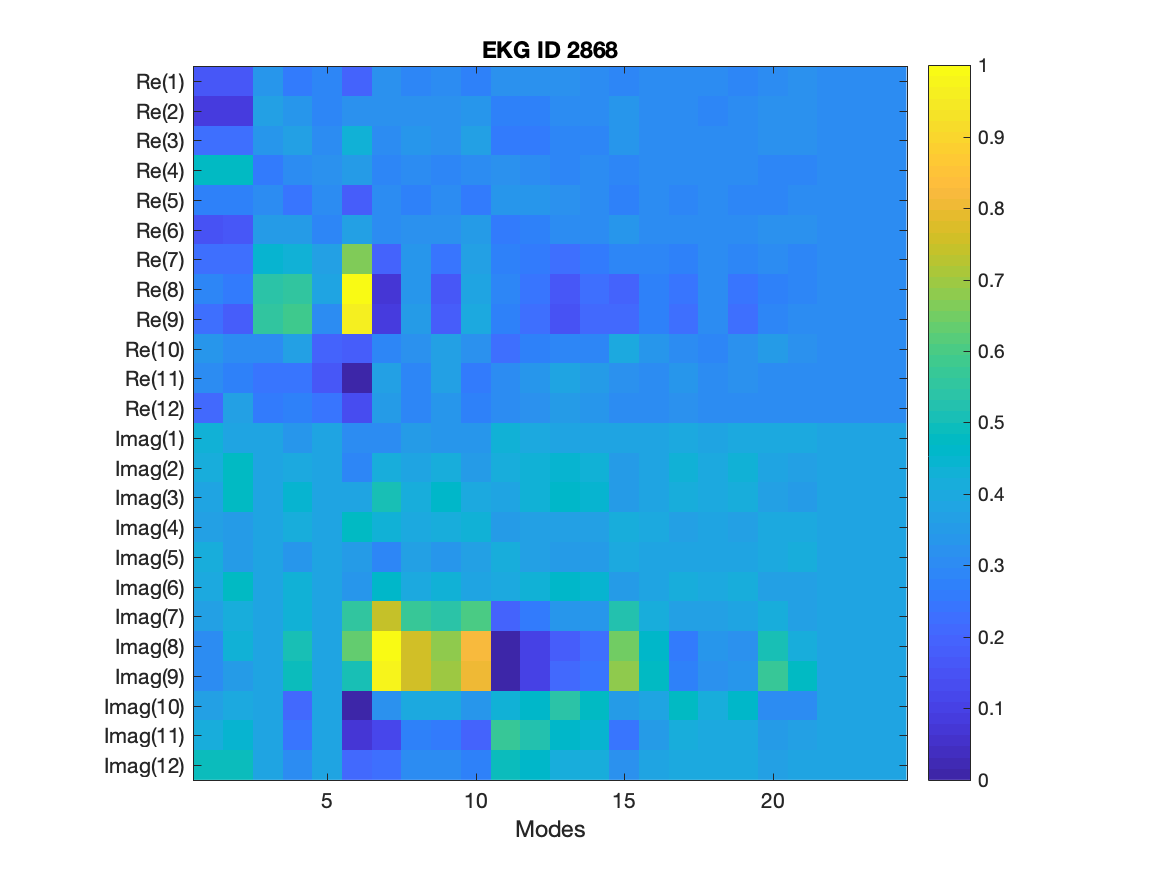 EKG ID 2868
Re(1)
Re(2)
Re(3)
Re(4)
Re(5)
Re(6)
Re(7)
Re(8)
Re(9)
Re(10)
Re(11)
Re(12)
Imag(1)
Imag(2)
Imag(3)
Imag(4)
Imag(5)
Imag(6)
Imag(7)
Imag(8)
Imag(9)
Imag(10)
Imag(11)
Imag(12)
5 10 15 20
Modes
1
0.9
0.8
0.7
0.6
0.5
0.4
0.3
0.2
0.1
0